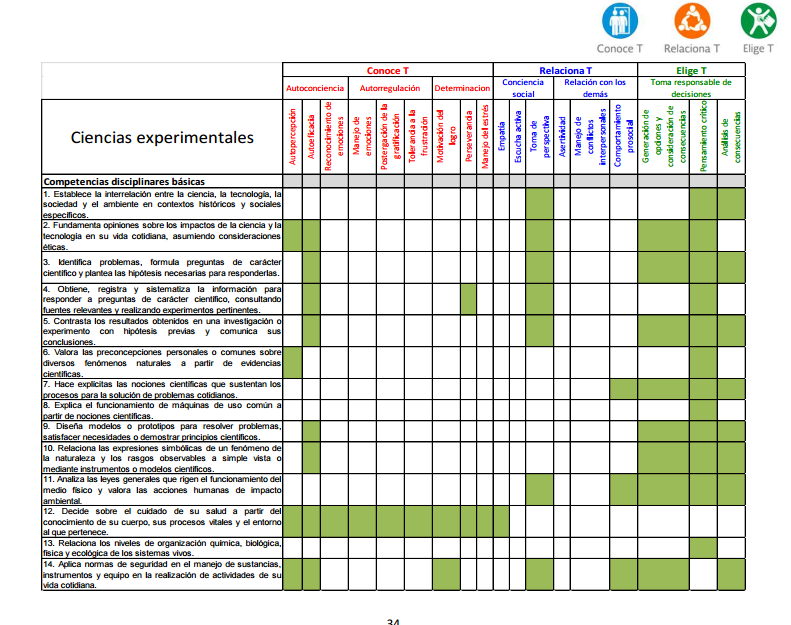 Conoce T Relaciona T Elige T
Conoce T Relaciona T Elige T
Autoconciencia Autorregulación Determinacion Conciencia social Relación con los demás Toma responsable de decisiones
Ciencias experimentales
Autopercepción
Autoeficacia
Reconocimiento de emociones
Manejo de emociones
Postergación de la gratificación
Tolerancia a la frustración
Motivación del logro
Perseverancia
Manejo del estrés
Empatía
Escucha activa
Toma de perspectiva
Asertividad
Manejo de conflictos interpersonales
Comportamiento prosocial
Generación de opciones y consideración de consecuencias
Pensamiento crítico
Análisis de consecuencias
Competencias disciplinares básicas
1. Establece la interrelación entre la ciencia, la tecnología, la
sociedad y el ambiente en contextos históricos y sociales
específicos.
2. Fundamenta opiniones sobre los impactos de la ciencia y la
tecnología en su vida cotidiana, asumiendo consideraciones
éticas.
3. Identifica problemas, formula preguntas de carácter
científico y plantea las hipótesis necesarias para responderlas.
4. Obtiene, registra y sistematiza la información para
responder a preguntas de carácter científico, consultando
fuentes relevantes y realizando experimentos pertinentes.
5. Contrasta los resultados obtenidos en una investigación o
experimento con hipótesis previas y comunica sus
conclusiones.
6. Valora las preconcepciones personales o comunes sobre
diversos fenómenos naturales a partir de evidencias
científicas.
7. Hace explícitas las nociones científicas que sustentan los
procesos para la solución de problemas cotidianos.
8. Explica el funcionamiento de máquinas de uso común a
partir de nociones científicas.
9. Diseña modelos o prototipos para resolver problemas,
satisfacer necesidades o demostrar principios científicos.
10. Relaciona las expresiones simbólicas de un fenómeno de
la naturaleza y los rasgos observables a simple vista o
mediante instrumentos o modelos científicos.
11. Analiza las leyes generales que rigen el funcionamiento del
medio físico y valora las acciones humanas de impacto
ambiental.
12. Decide sobre el cuidado de su salud a partir del
conocimiento de su cuerpo, sus procesos vitales y el entorno
al que pertenece.
13. Relaciona los niveles de organización química, biológica,
física y ecológica de los sistemas vivos.
14. Aplica normas de seguridad en el manejo de sustancias,
instrumentos y equipo en la realización de actividades de su
vida cotidiana.
34